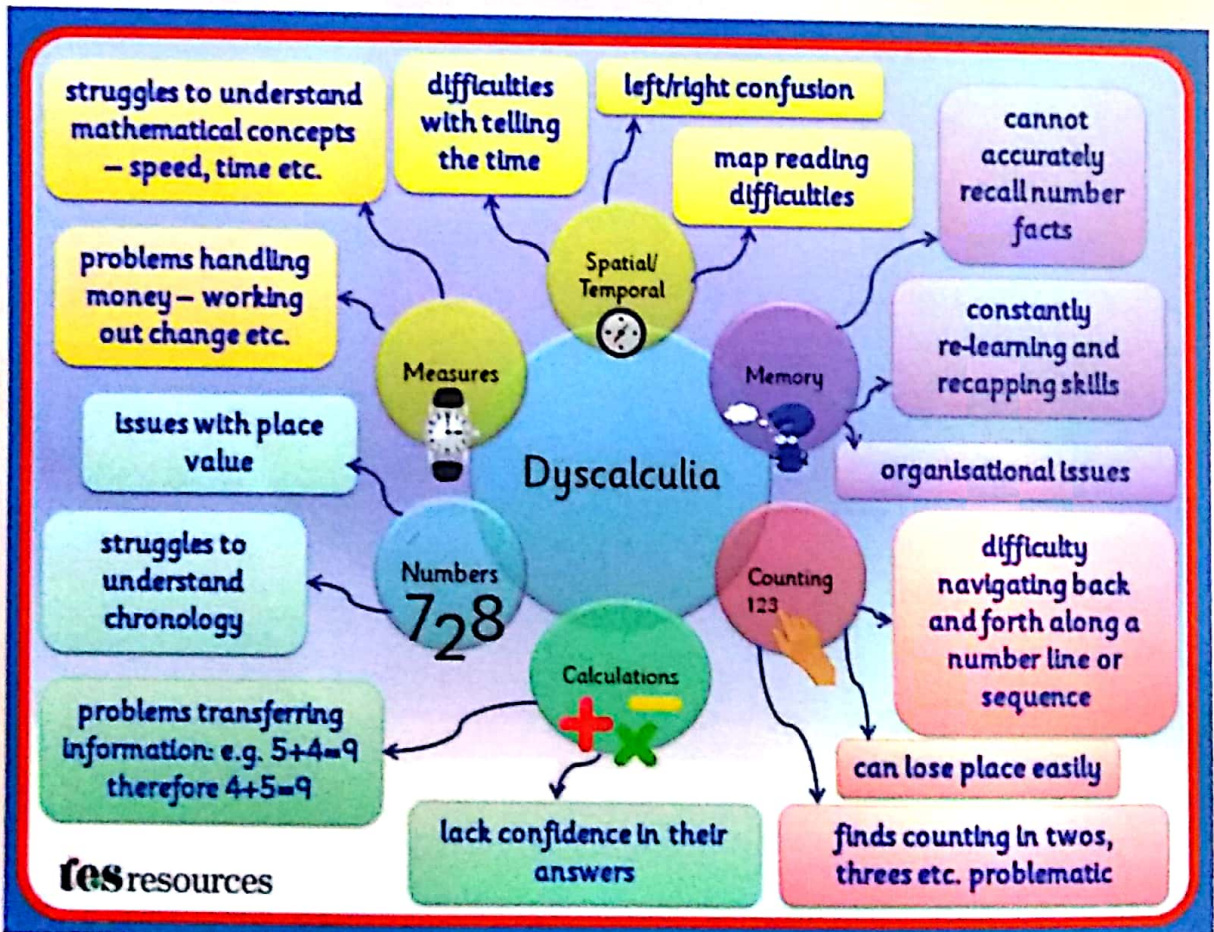 struggles to understand
mathematical concepts
– speed, time etc.
difficulties
with telling
the time
left/right confusion
map reading
difficulties
cannot
accurately
recall number
facts
problems handling
money – working
out change etc.
Spatial/
Temporal
constantly
re-learning and
recapping skills
Measures
Memory
issues with place
value
Dyscalculia
organisational issues
struggles to
understand
chronology
Numbers
728
Counting
123
difficulty
navigating back
and forth along a
number line or
sequence
Calculations
problems transferring
information: e.g. 5+4=9
therefore 4+5=9
can lose place easily
lack confidence in their
answers
finds counting in twos,
threes etc. problematic
tes resources